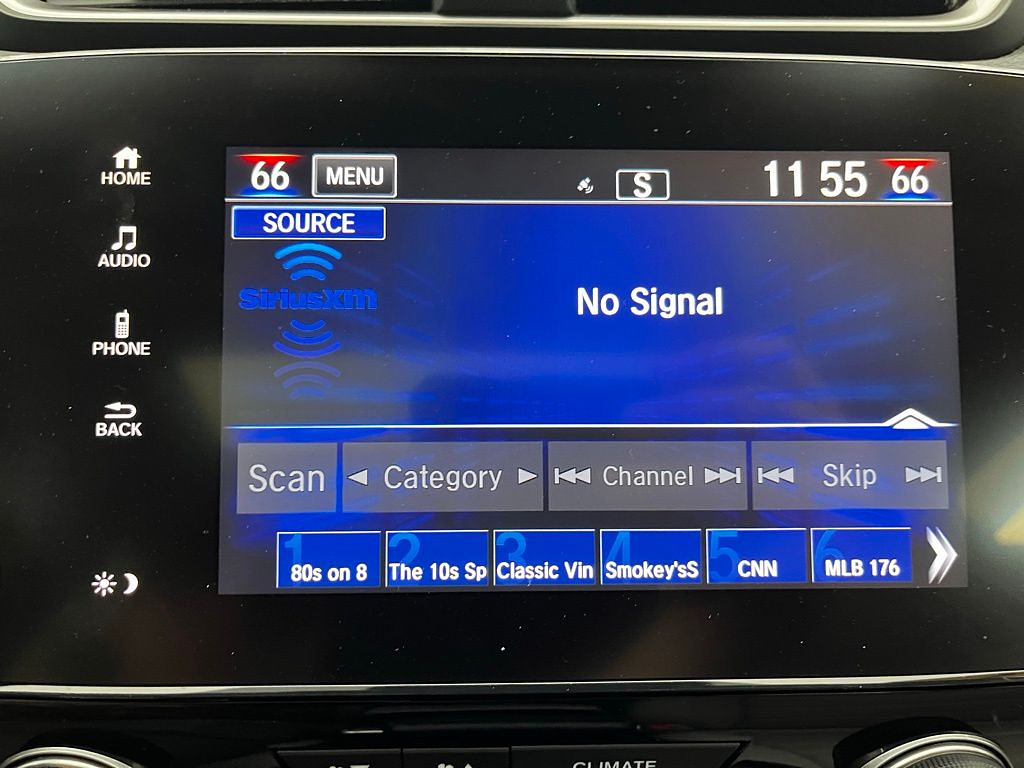 HOME
AUDIO
PHONE
BACK
66 MENU S 11 55 66
SOURCE
SiriusXM
No Signal
Scan Category Channel Skip
1 2 3 4 5 6
80s on 8 The 10s Sp Classic Vin Smokey'sS CNN MLB 176
CLIMATE